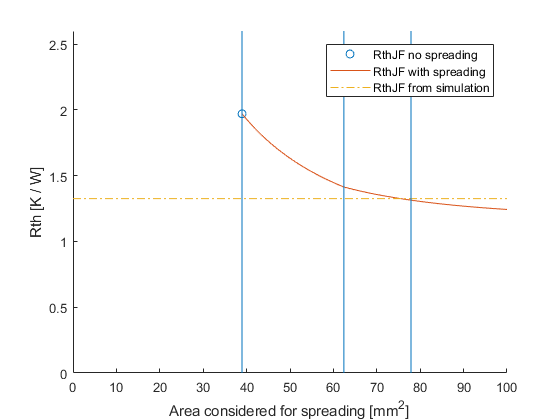 RthJF no spreading
RthJF with spreading
RthJF from simulation
2.5
2
1.5
1
0.5
0
Rth [K / W]
0 10 20 30 40 50 60 70 80 90 100
Area considered for spreading [mm²]